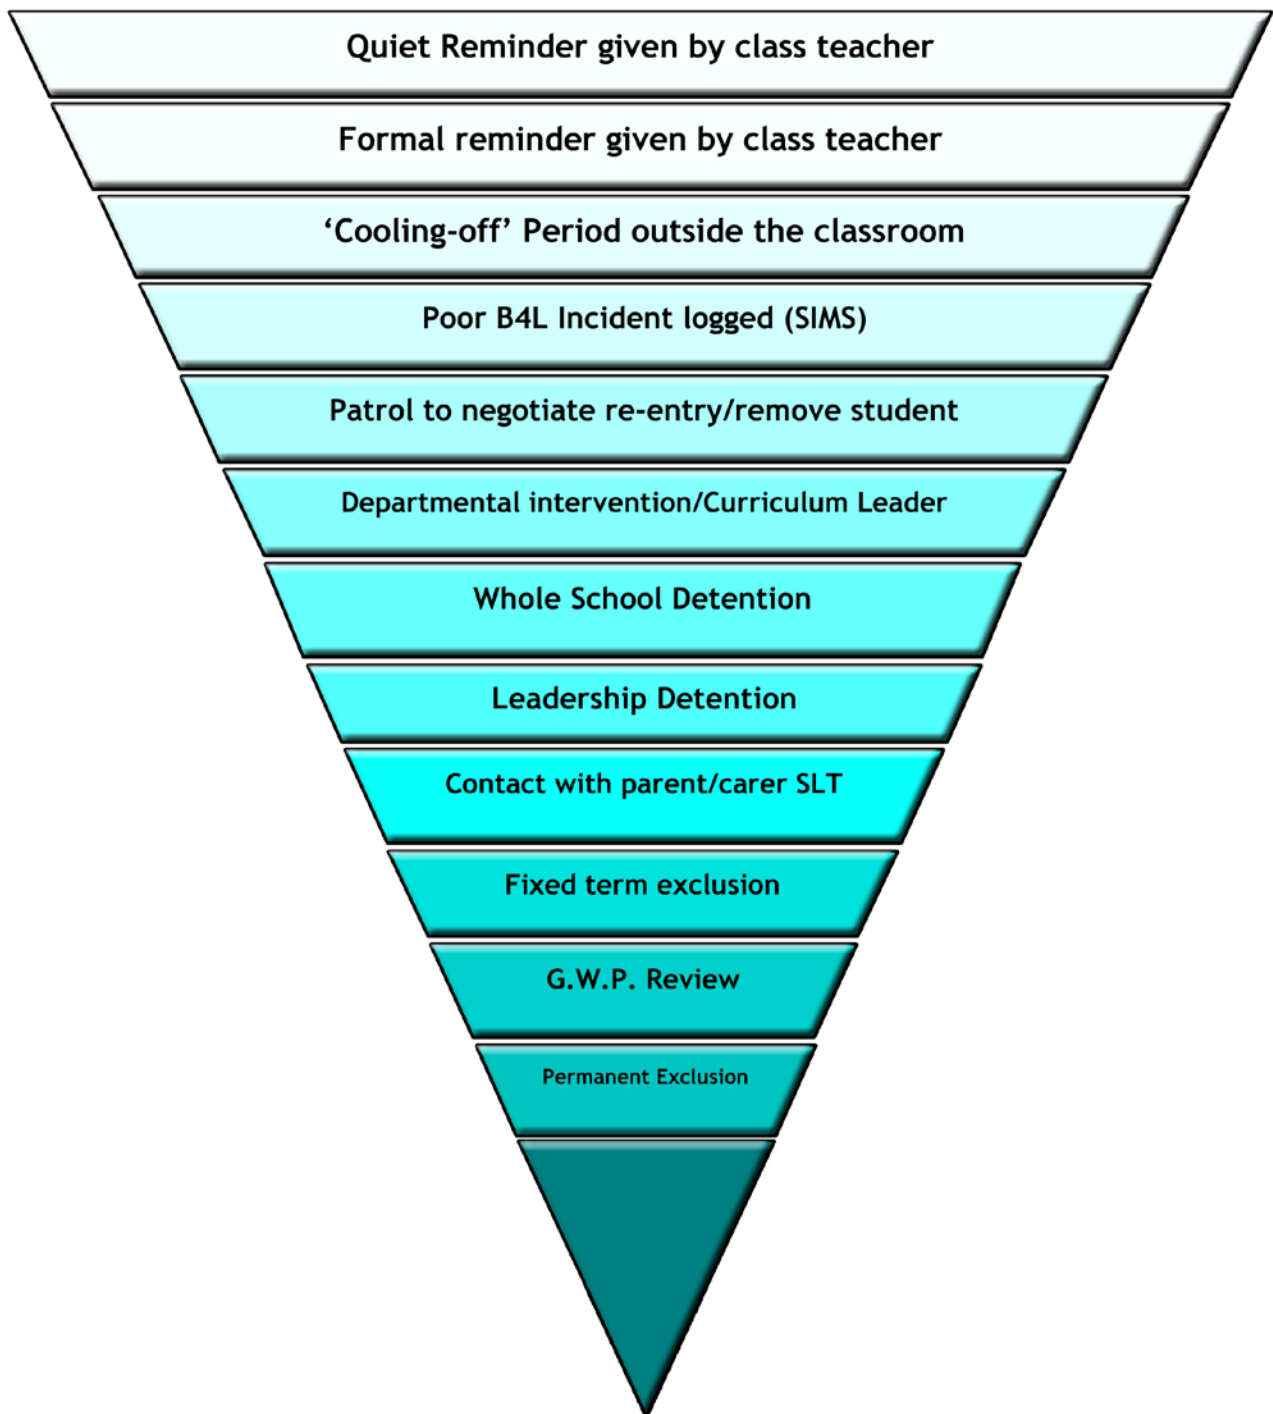 Quiet Reminder given by class teacher
Formal reminder given by class teacher
‘Cooling-off’ Period outside the classroom
Poor B4L Incident logged (SIMS)
Patrol to negotiate re-entry/remove student
Departmental intervention/Curriculum Leader
Whole School Detention
Leadership Detention
Contact with parent/carer SLT
Fixed term exclusion
G.W.P. Review
Permanent Exclusion